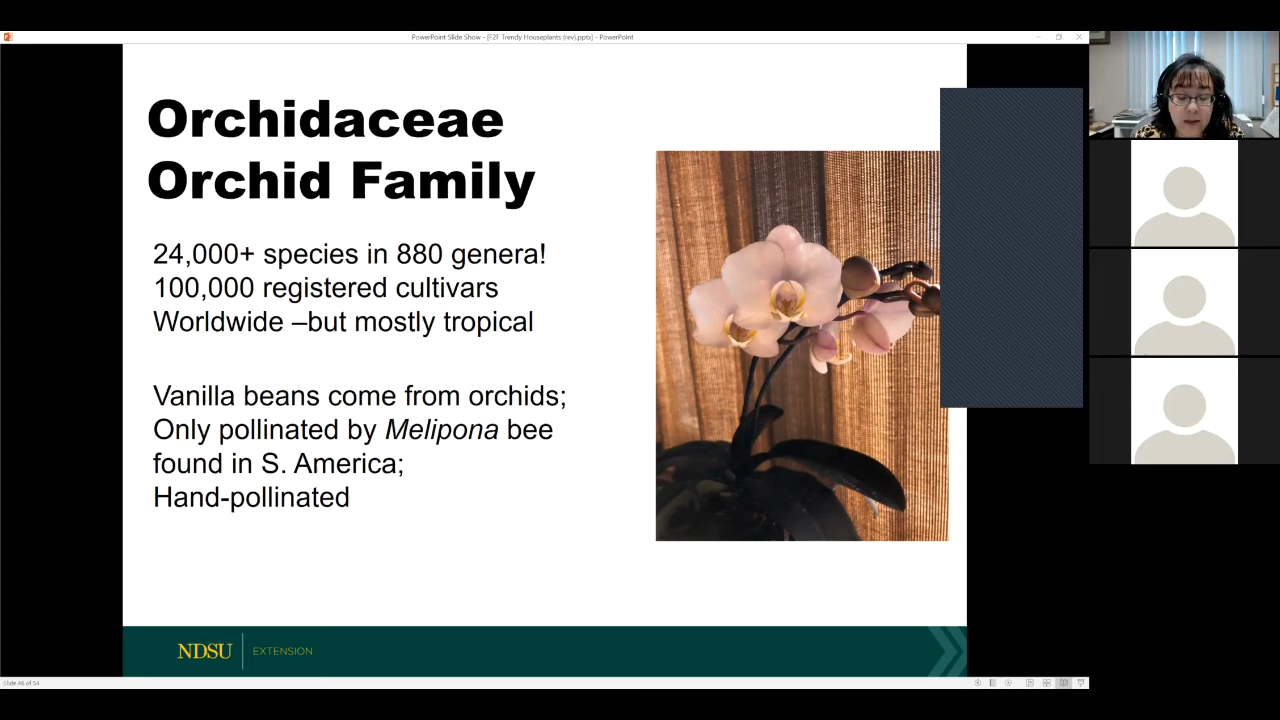 PowerPoint Slide Show - [F2F Trendy Houseplants (rev).pptx] - PowerPoint
Orchidaceae
Orchid Family
24,000+ species in 880 genera!
100,000 registered cultivars
Worldwide –but mostly tropical
Vanilla beans come from orchids;
Only pollinated by Melipona bee
found in S. America;
Hand-pollinated
NDSU EXTENSION
Slide 46 of 54